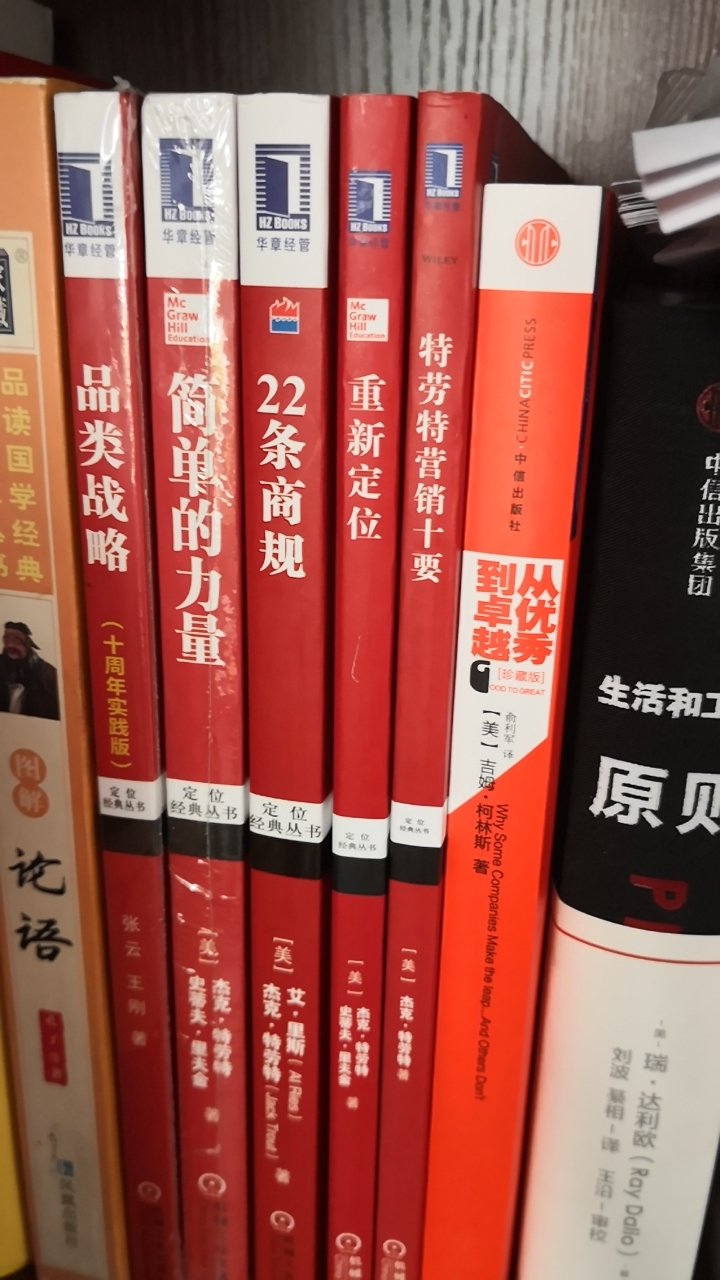 品读国学经典
图解
论语
HZ BOOKS
华章经管
品类战略
（十周年实践版）
定位
经典丛书
张云 王刚 著
HZ BOOKS
华章经管
Mc
Graw
Hill
Education
简单的力量
定位
经典丛书
［美］
杰克·特劳特
史蒂夫·里夫金
著
HZ BOOKS
华章经管
22条商规
定位
经典丛书
［美］
艾·里斯（Al Ries）
杰克·特劳特（Jack Trout）
著
HZ BOOKS
华章经管
Mc
Graw
Hill
Education
重新定位
定位
经典丛书
［美］
杰克·特劳特
史蒂夫·里夫金
著
HZ BOOKS
华章经管
WILEY
特劳特营销十要
定位
经典丛书
［美］杰克·特劳特 著
CITIC
·CHINA CITIC PRESS
·中信出版社
从优秀
到卓越
［珍藏版］
GOOD TO GREAT
俞利军 译
【美】吉姆·柯林斯 著
Why Some Companies Make the leap...And Others Don't
中信出版集团
生活和工
原则
–美–
瑞·达利欧（Ray Dalio）
刘波 綦相–译 王沿–审校